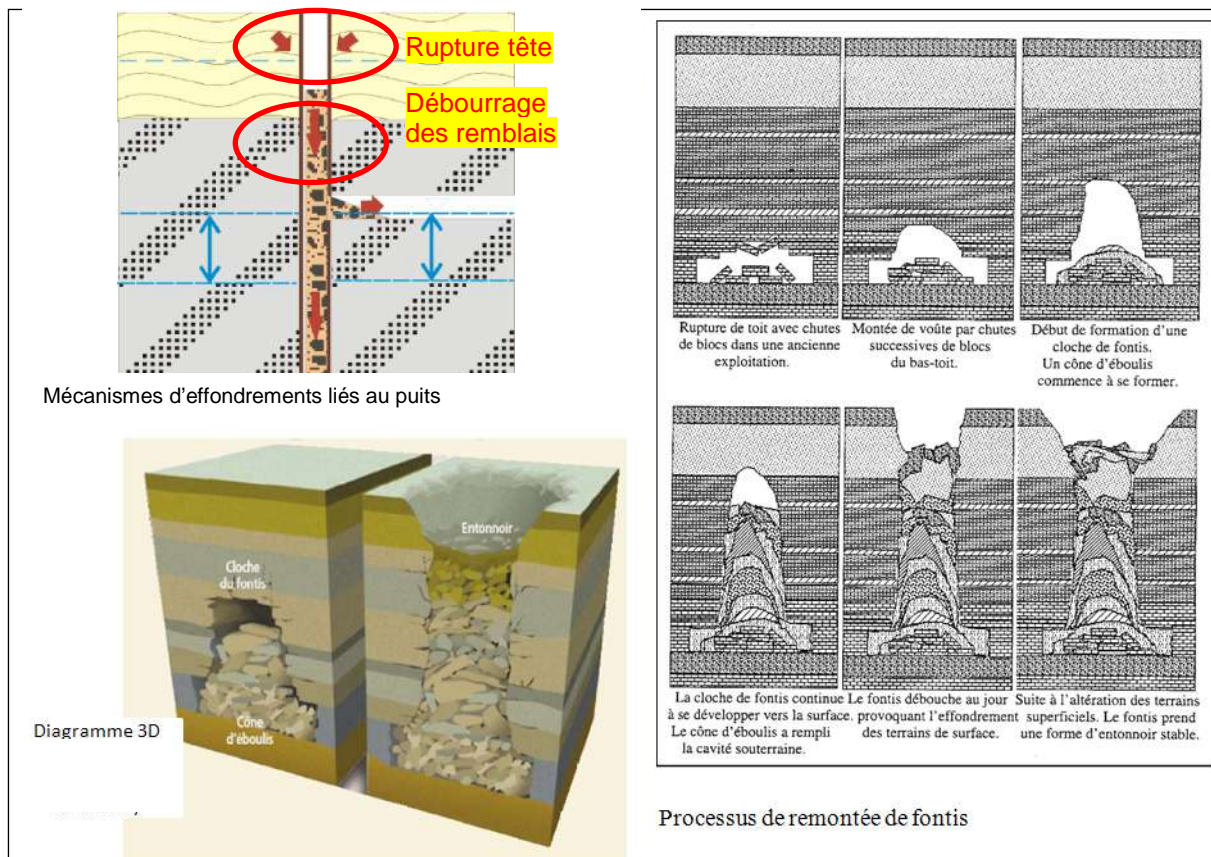 Rupture tête
Débourrage
des remblais
Mécanismes d'effondrements liés au puits
Entonnoir
Cloche
du fontis
Cône
d'éboulis
Diagramme 3D
Rupture de toit avec chutes
de blocs dans une ancienne
exploitation.
Montée de voûte par chutes
successives de blocs
du bas-toit.
Début de formation d'une
cloche de fontis.
Un cône d'éboulis
commence à se former.
La cloche de fontis continue
à se développer vers la surface.
Le cône d'éboulis a rempli
la cavité souterraine.
Le fontis débouche au jour
provoquant l'effondrement
des terrains de surface.
Suite à l'altération des terrains
superficiels. Le fontis prend
une forme d'entonnoir stable.
Processus de remontée de fontis